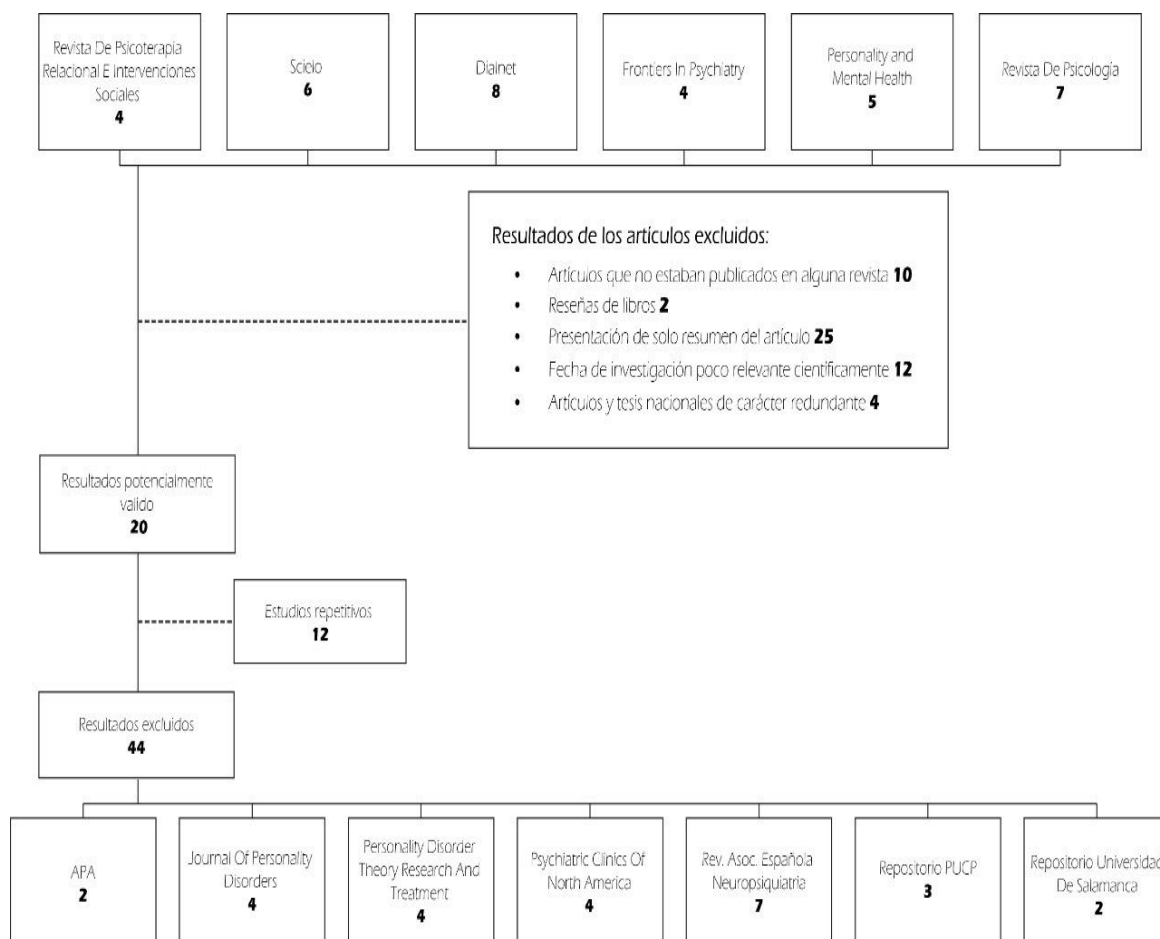 Revista De Psicoterapia
Relacional E Intervenciones
Sociales
4
Scielo
6
Dialnet
8
Frontiers In Psychiatry
4
Personality and
Mental Health
5
Revista De Psicología
7
Resultados de los artículos excluidos:
• Artículos que no estaban publicados en alguna revista 10
• Reseñas de libros 2
• Presentación de solo resumen del artículo 25
• Fecha de investigación poco relevante científicamente 12
• Artículos y tesis nacionales de carácter redundante 4
Resultados potencialmente
valido
20
Estudios repetitivos
12
Resultados excluidos
44
APA
2
Journal Of Personality
Disorders
4
Personality Disorder
Theory Research And
Treatment
4
Psychiatric Clinics Of
North America
4
Rev. Asoc. Española
Neuropsiquiatria
7
Repositorio PUCP
3
Repositorio Universidad
De Salamanca
2